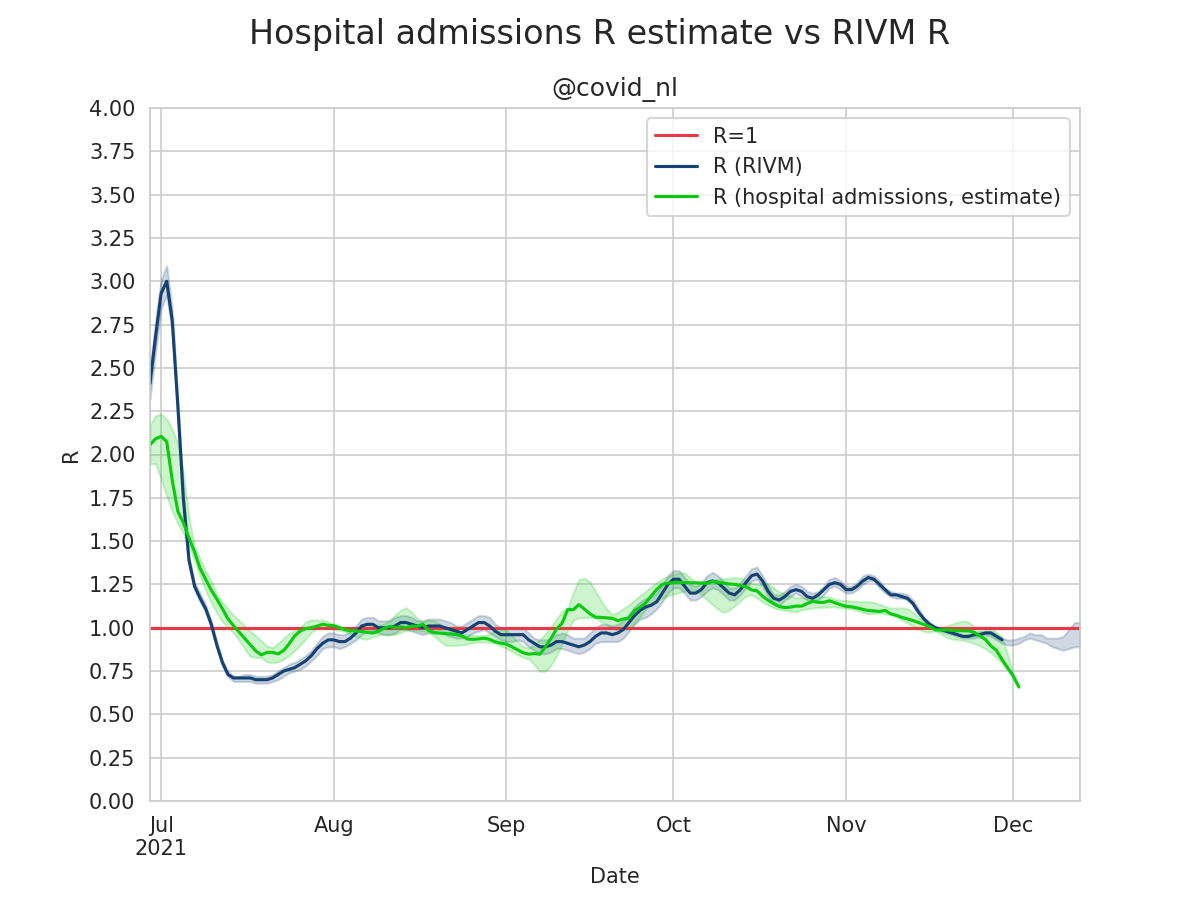 Hospital admissions R estimate vs RIVM R
@covid_nl
R=1
R (RIVM)
R (hospital admissions, estimate)
R
4.00
3.75
3.50
3.25
3.00
2.75
2.50
2.25
2.00
1.75
1.50
1.25
1.00
0.75
0.50
0.25
0.00
Jul Aug Sep Oct Nov Dec
2021
Date